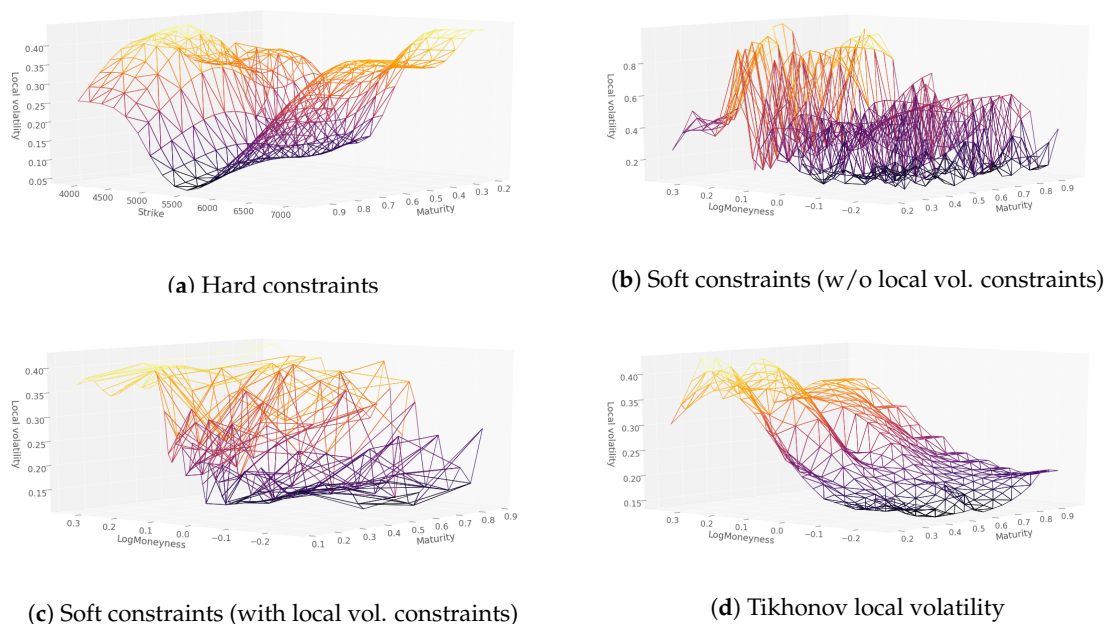 0.40
0.35
0.30
0.25
0.20
0.15
0.10
0.05
Local volatility
4000 4500 5000 5500 6000 6500 7000
Strike
0.9 0.8 0.7 0.6 0.5 0.4 0.3 0.2
Maturity
(a) Hard constraints
0.8
0.6
0.4
0.2
Local volatility
0.3 0.2 0.1 0.0 −0.1 −0.2
LogMoneyness
0.2 0.3 0.4 0.5 0.6 0.7 0.8 0.9
Maturity
(b) Soft constraints (w/o local vol. constraints)
0.40
0.35
0.30
0.25
0.20
0.15
Local volatility
0.3 0.2 0.1 0.0 −0.1 −0.2
LogMoneyness
0.1 0.2 0.3 0.4 0.5 0.6 0.7 0.8 0.9
Maturity
(c) Soft constraints (with local vol. constraints)
0.40
0.35
0.30
0.25
0.20
0.15
Local volatility
0.3 0.2 0.1 0.0 −0.1 −0.2
LogMoneyness
0.2 0.3 0.4 0.5 0.6 0.7 0.8 0.9
Maturity
(d) Tikhonov local volatility